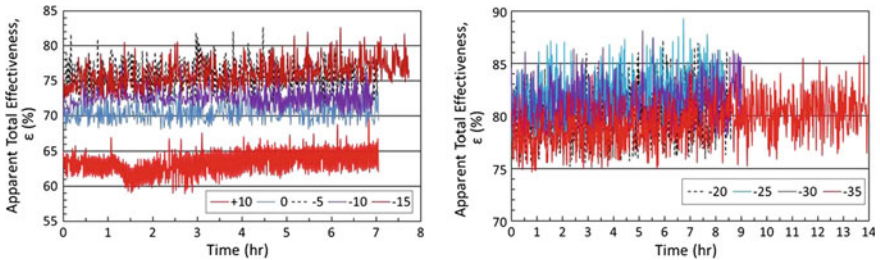 Apparent Total Effectiveness,
ε (%)
85
80
75
70
65
60
55
0 1 2 3 4 5 6 7 8
Time (hr)
+10 0 -5 -10 -15
Apparent Total Effectiveness,
ε (%)
90
85
80
75
70
0 1 2 3 4 5 6 7 8 9 10 11 12 13 14
Time (hr)
-20 -25 -30 -35